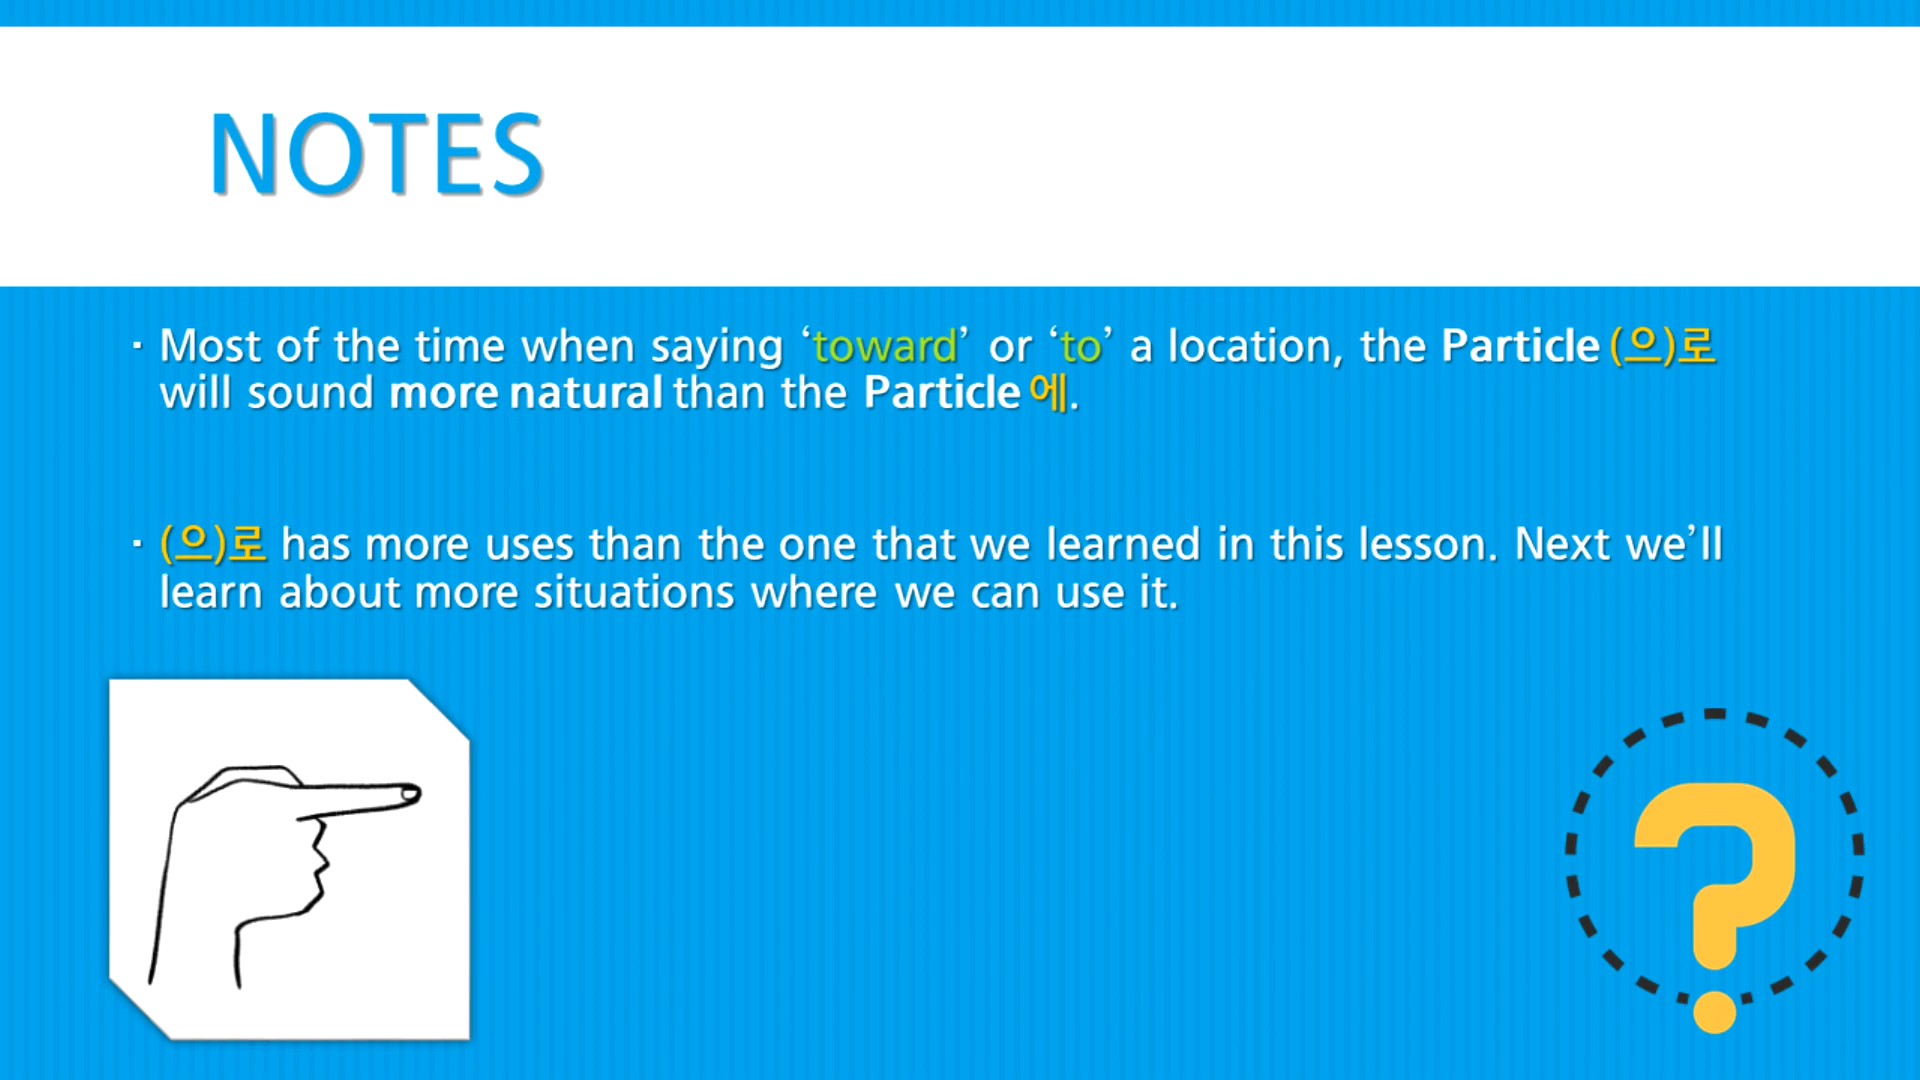 NOTES
· Most of the time when saying ‘toward’ or ‘to’ a location, the Particle (으)로
will sound more natural than the Particle 에.
· (으)로 has more uses than the one that we learned in this lesson. Next we’ll
learn about more situations where we can use it.